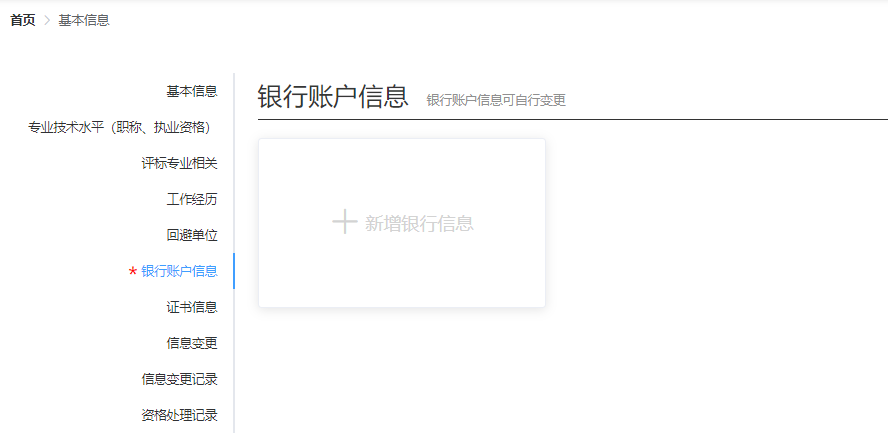 首页 > 基本信息
基本信息
专业技术水平（职称、执业资格）
评标专业相关
工作经历
回避单位
* 银行账户信息
证书信息
信息变更
信息变更记录
资格处理记录
银行账户信息 银行账户信息可自行变更
新增银行信息